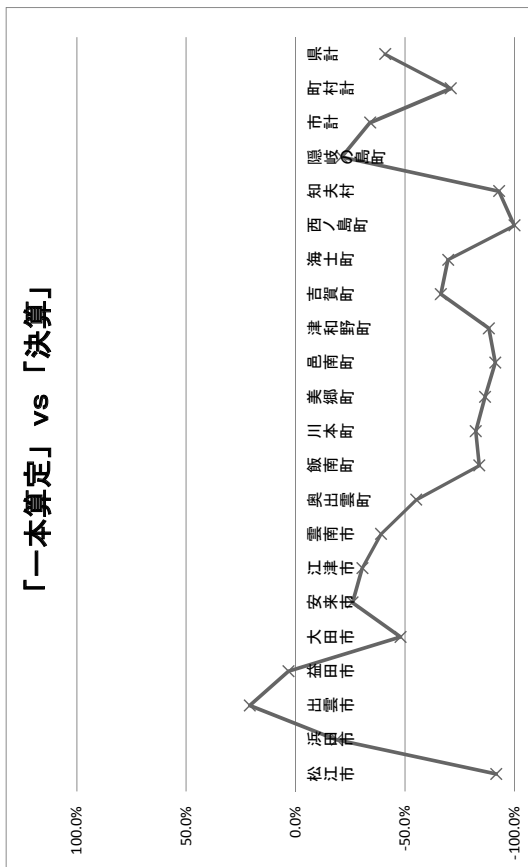 「一本算定」 vs 「決算」
100.0%
50.0%
0.0%
-50.0%
-100.0%
松江市
浜田市
出雲市
益田市
大田市
安来市
江津市
雲南市
奥出雲町
飯南町
川本町
美郷町
邑南町
津和野町
吉賀町
海士町
西ノ島町
知夫村
隠岐の島町
市計
町村計
県計